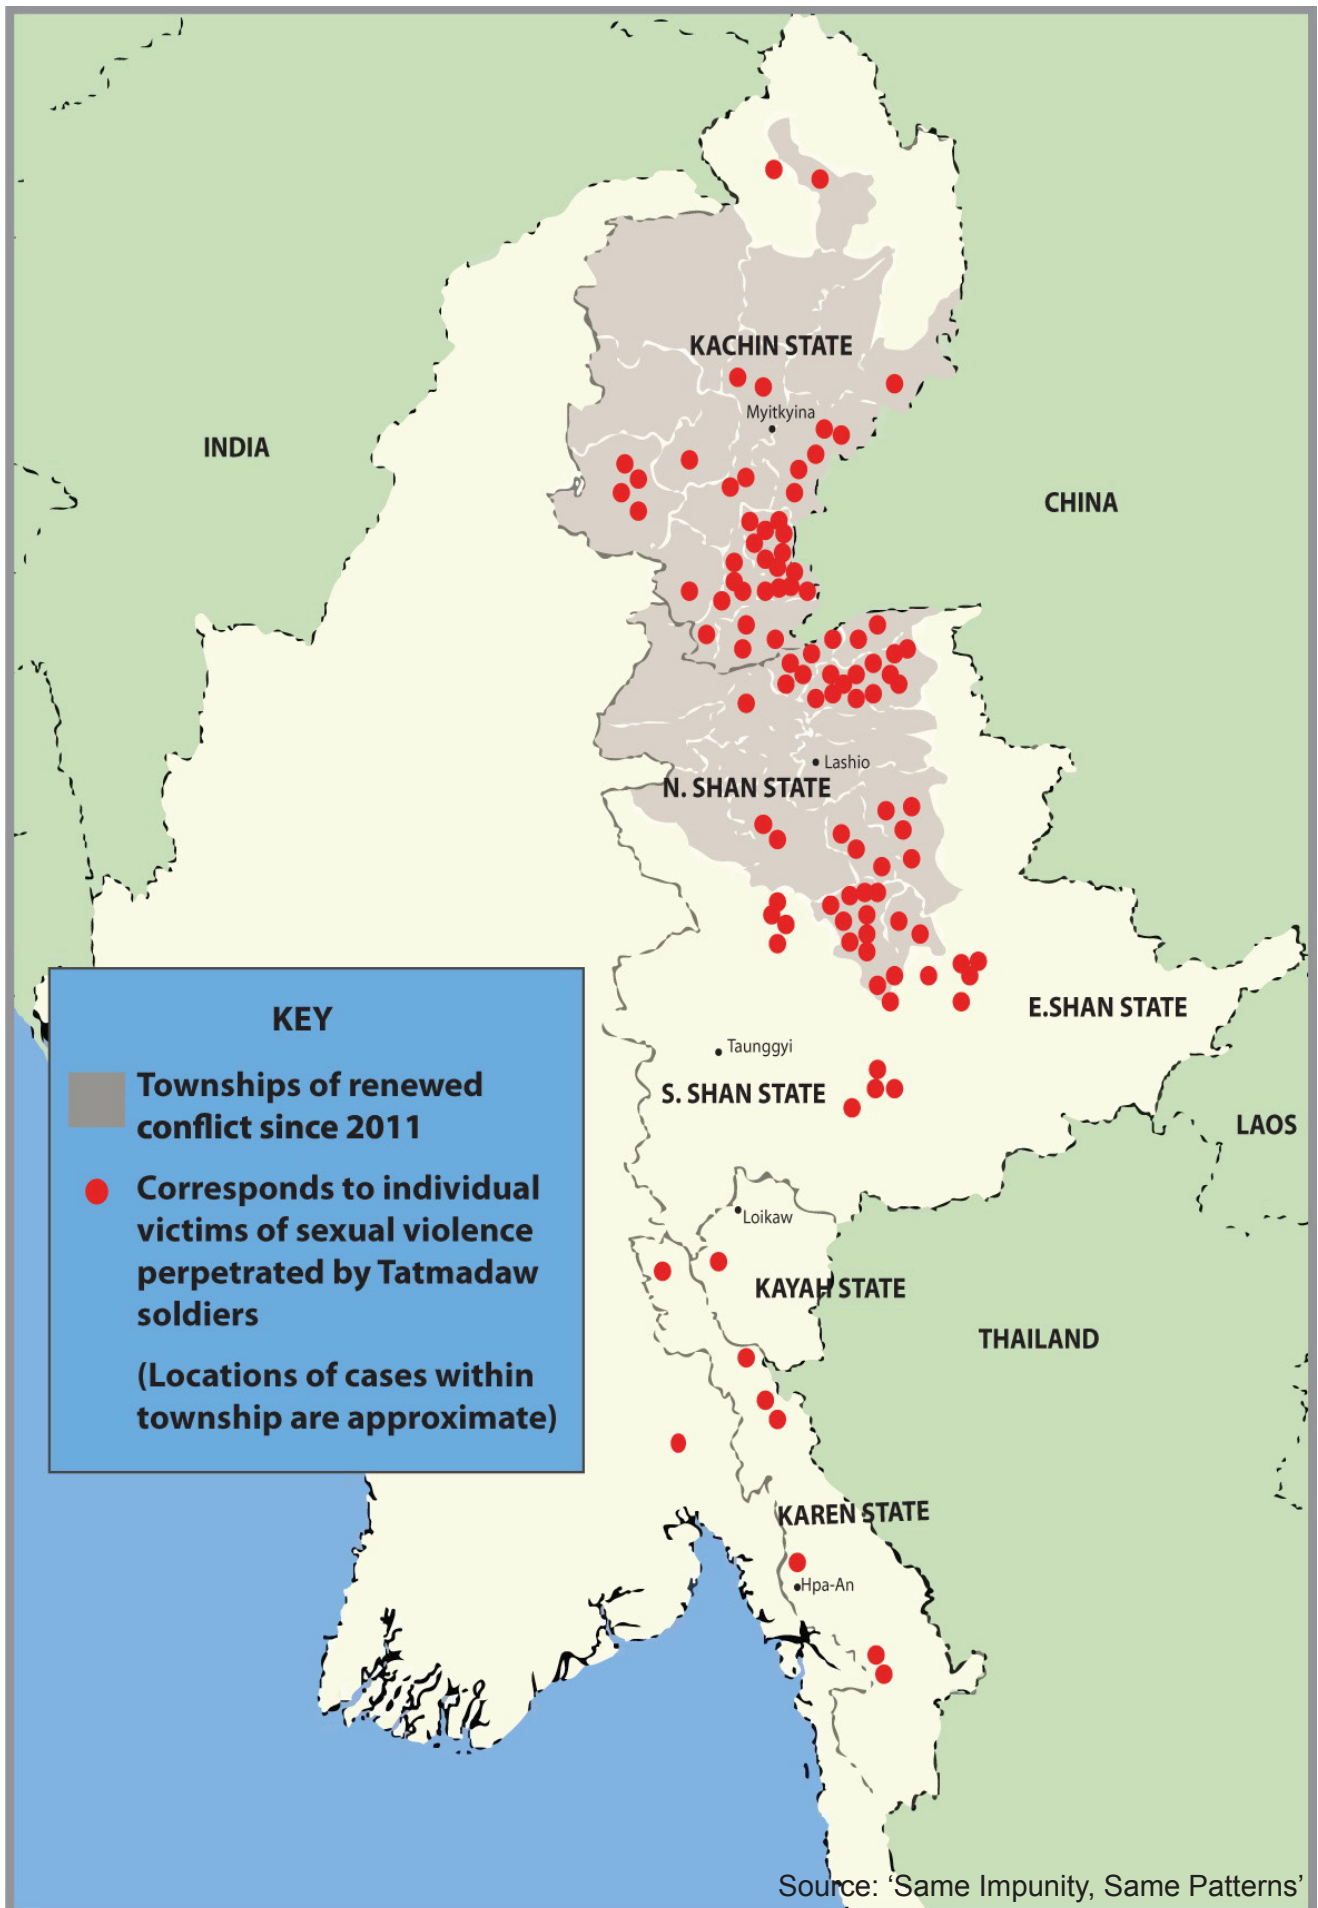 KACHIN STATE
Myitkyina
INDIA
CHINA
Lashio
N. SHAN STATE
E.SHAN STATE
Taunggyi
S. SHAN STATE
LAOS
Loikaw
KAYAH STATE
THAILAND
KAREN STATE
Hpa-An
KEY
Townships of renewed
conflict since 2011
Corresponds to individual
victims of sexual violence
perpetrated by Tatmadaw
soldiers
(Locations of cases within
township are approximate)
Source: ‘Same Impunity, Same Patterns’